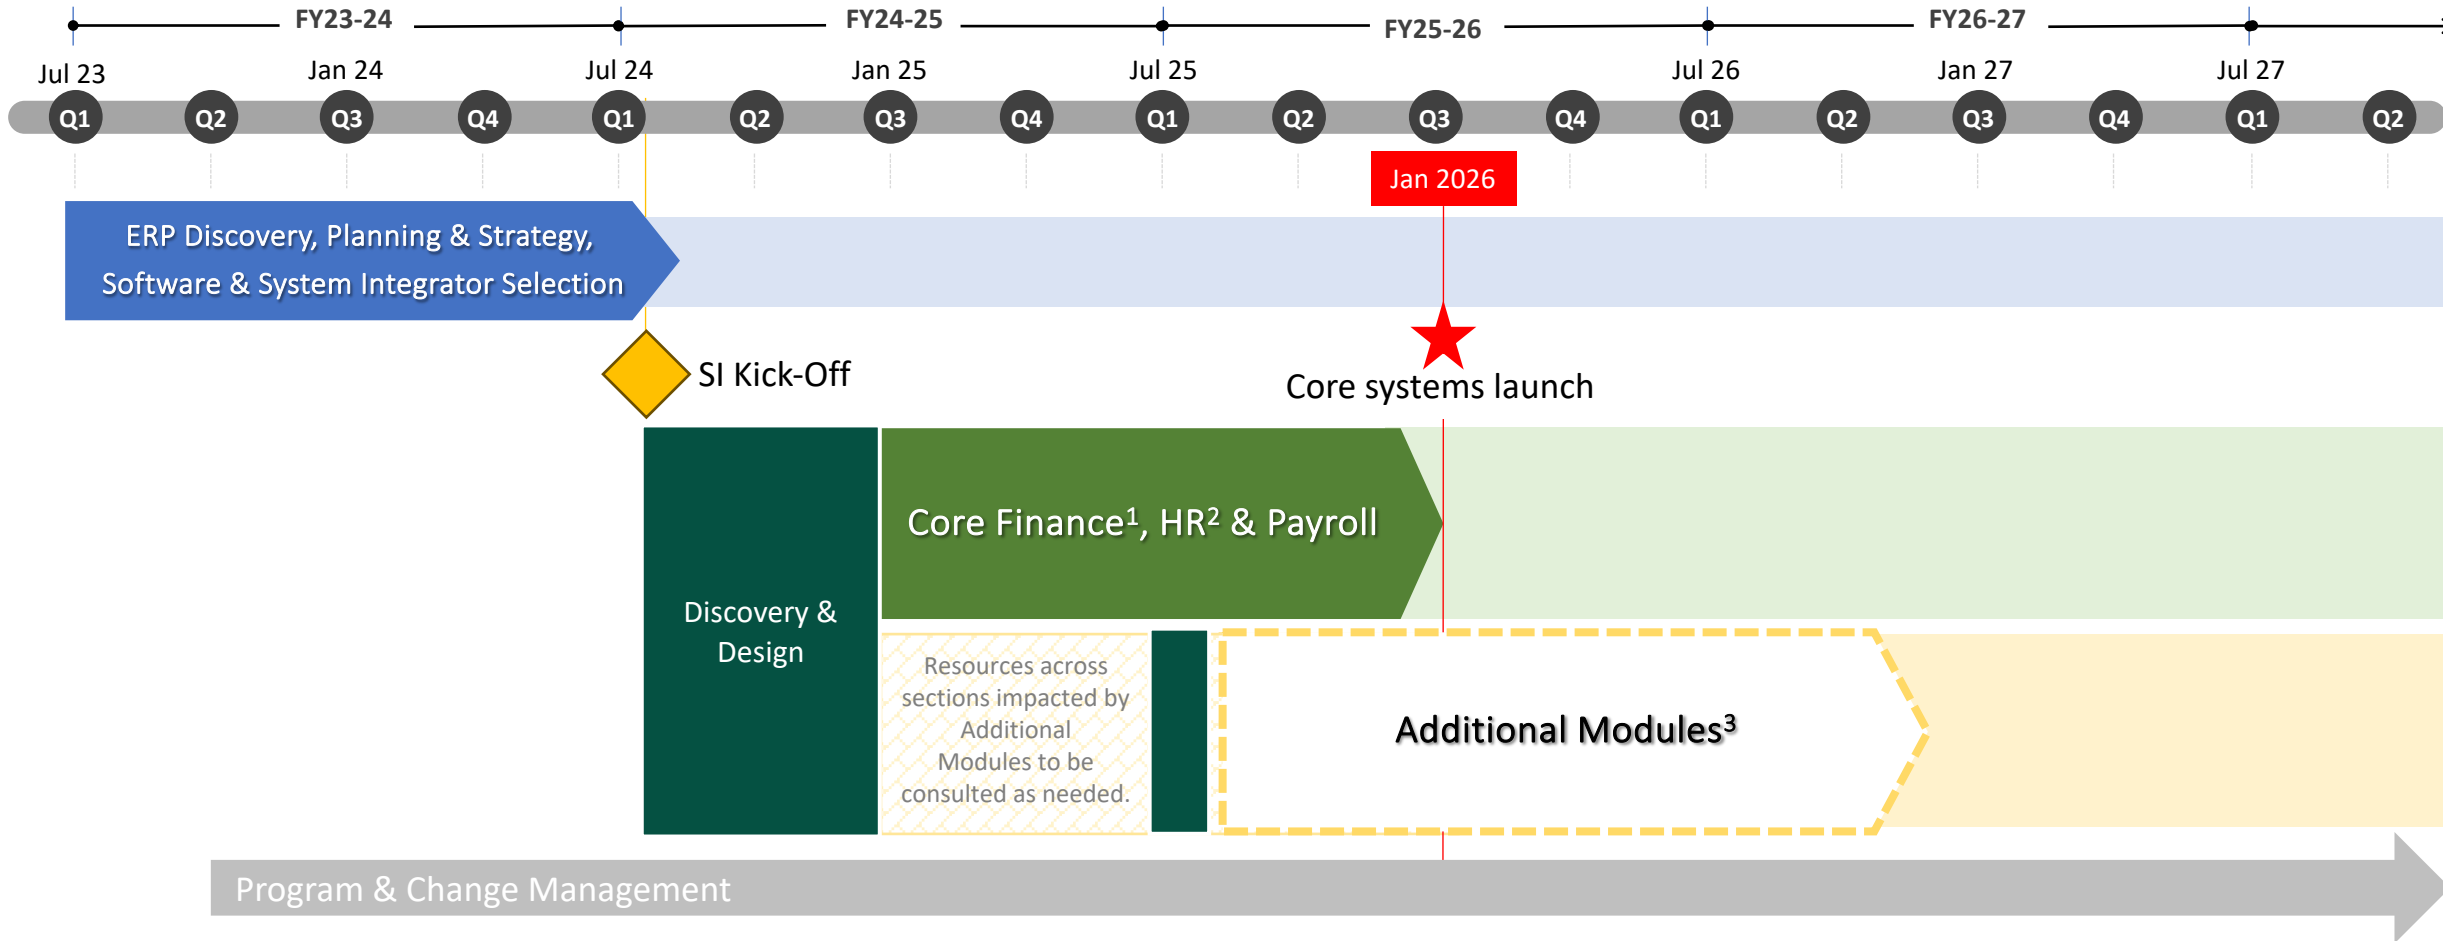 FY23-24
FY24-25
FY25-26
FY26-27
Jul 23
Jan 24
Jul 24
Jan 25
Jul 25
Jul 26
Jan 27
Jul 27
Q1
Q2
Q3
Q4
Q1
Q2
Q3
Q4
Q1
Q2
Q3
Q4
Q1
Q2
Q3
Q4
Q1
Q2
Jan 2026
ERP Discovery, Planning & Strategy,
Software & System Integrator Selection
SI Kick-Off
Core systems launch
Core Finance¹, HR² & Payroll
Discovery &
Design
Resources across
sections impacted by
Additional
Modules to be
consulted as needed.
Additional Modules³
Program & Change Management